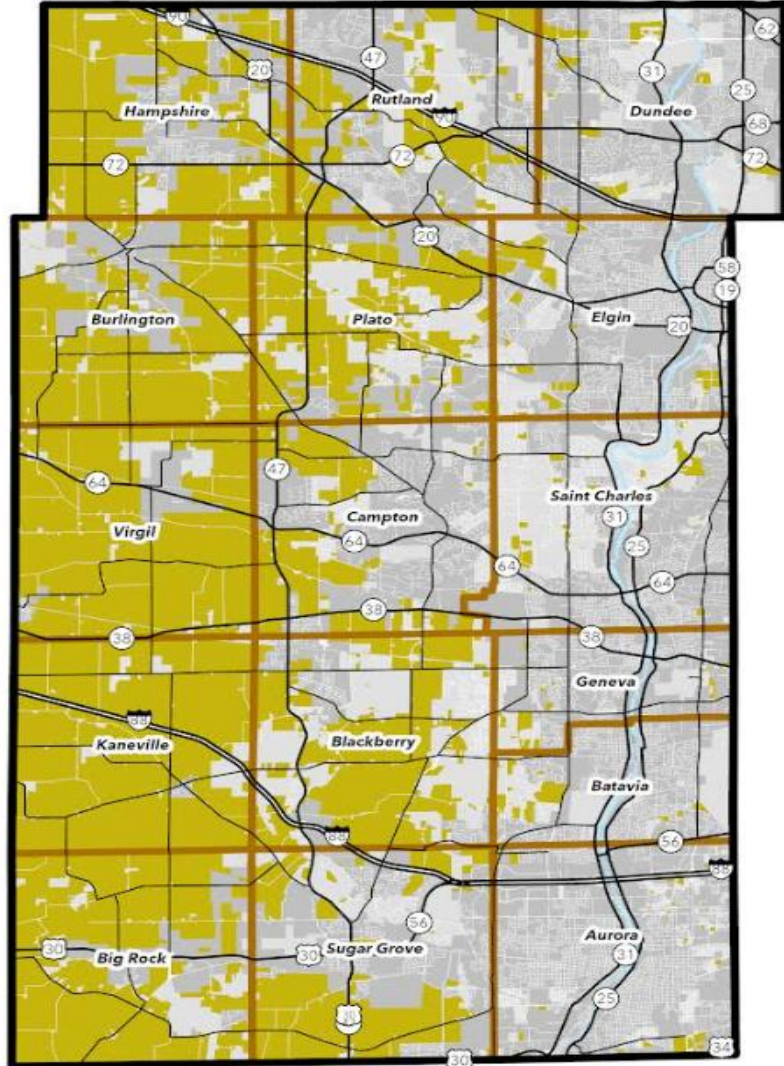 90
62
20
47
31
25
Hampshire
Rutland
90
Dundee
68
72
72
72
20
58
19
Burlington
Plato
Elgin
20
47
64
Saint Charles
31
Campton
25
Virgil
64
64
64
38
38
38
Geneva
88
Kaneville
Blackberry
Batavia
88
56
88
56
Aurora
30
Big Rock
30
Sugar Grove
31
25
34
30